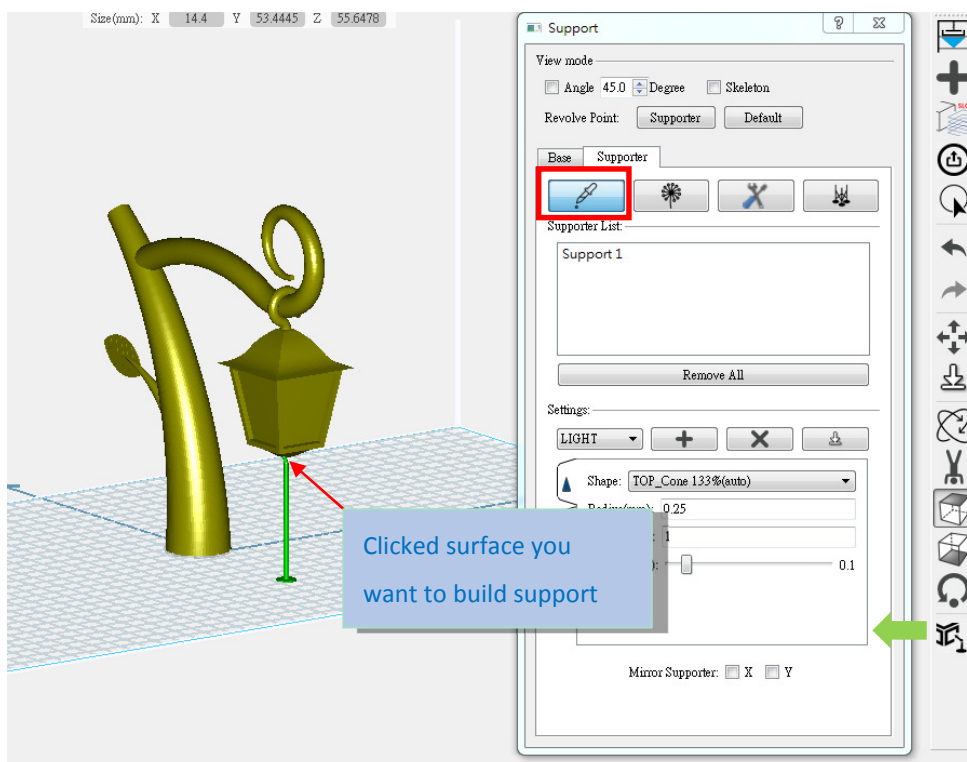 Size(mm): X 14.4 Y 53.4445 Z 55.6478
Support
View mode
Angle 45.0 Degree Skeleton
Revolve Point: Supporter Default
Base Supporter
Supporter List:
Support 1
Remove All
Settings:
LIGHT
Shape: TOP_Cone 133%(auto)
0.25
1
0.1
Clicked surface you
want to build support
Mirror Supporter: X Y